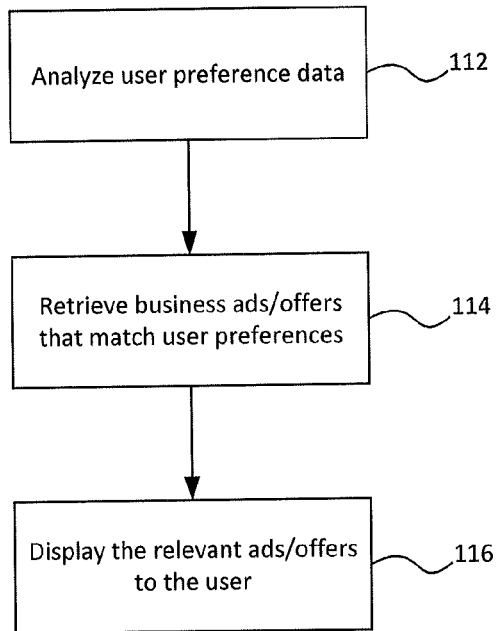 Analyze user preference data
112
Retrieve business ads/offers
that match user preferences
114
Display the relevant ads/offers
to the user
116